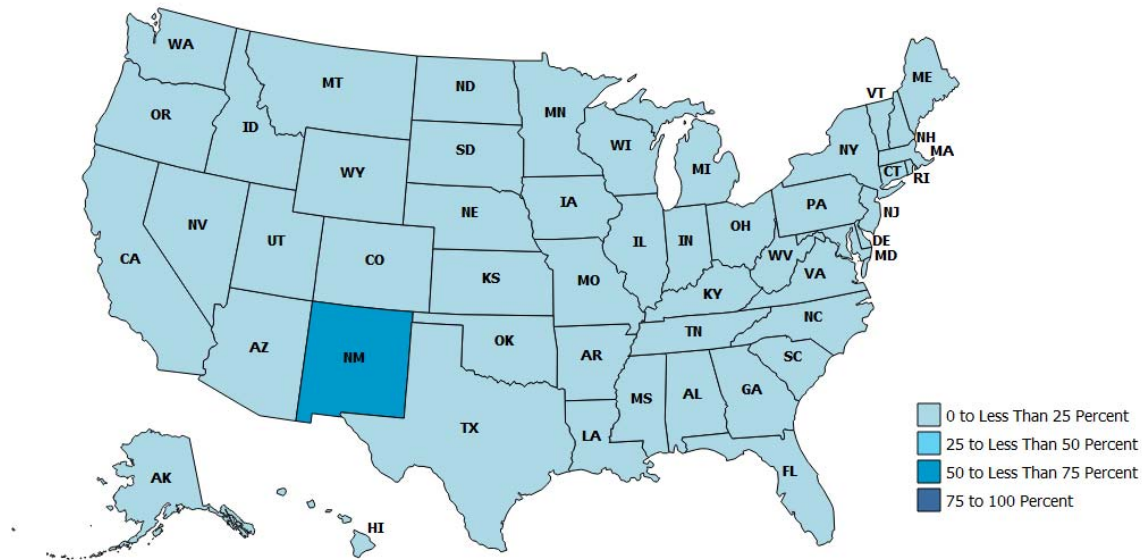 WA
MT
ND
MN
ME
VT
OR
ID
SD
WI
MI
NY
NH
MA
WY
CT
RI
IA
NE
PA
NJ
NV
UT
CO
IL
IN
OH
DE
MD
WV
VA
CA
KS
MO
KY
NC
TN
AZ
NM
OK
AR
SC
MS
AL
GA
TX
LA
FL
AK
HI
0 to Less Than 25 Percent
25 to Less Than 50 Percent
50 to Less Than 75 Percent
75 to 100 Percent